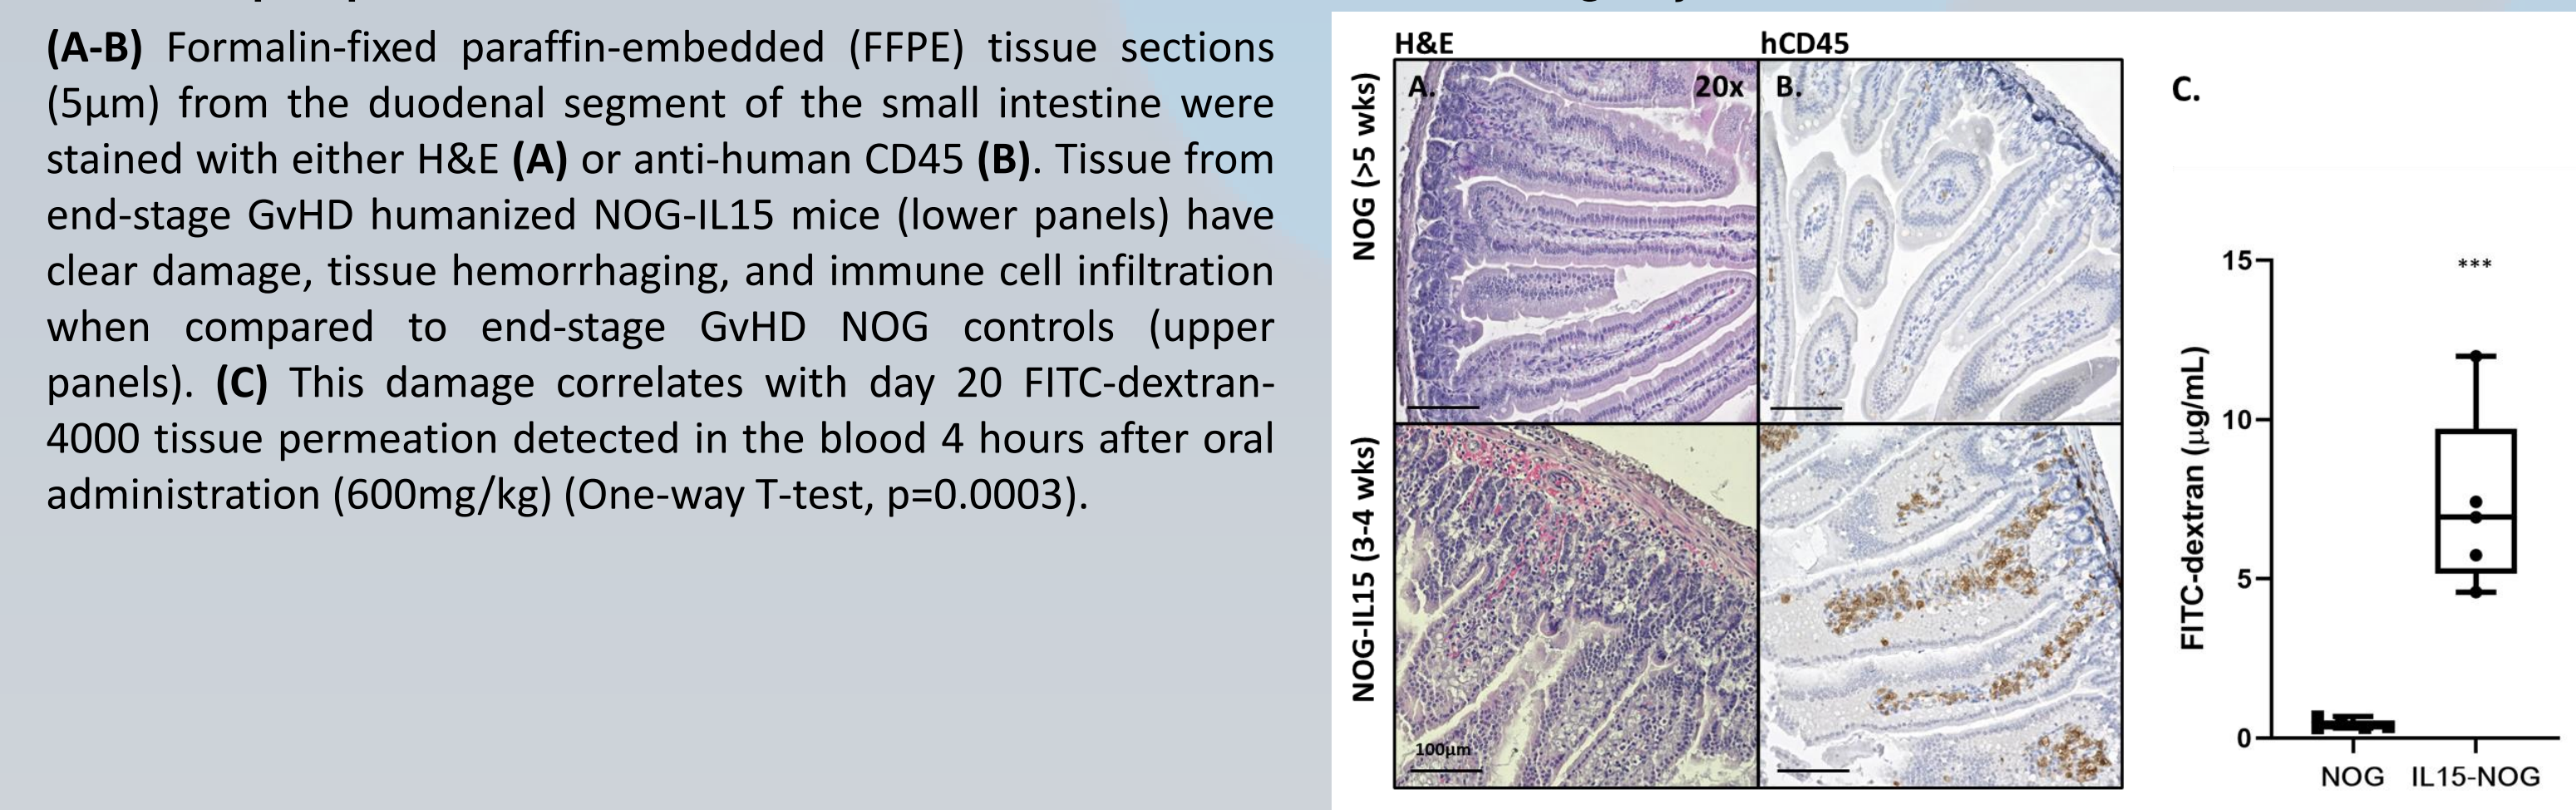 (A-B) Formalin-fixed paraffin-embedded (FFPE) tissue sections
(5µm) from the duodenal segment of the small intestine were
stained with either H&E (A) or anti-human CD45 (B). Tissue from
end-stage GvHD humanized NOG-IL15 mice (lower panels) have
clear damage, tissue hemorrhaging, and immune cell infiltration
when compared to end-stage GvHD NOG controls (upper
panels). (C) This damage correlates with day 20 FITC-dextran-
4000 tissue permeation detected in the blood 4 hours after oral
administration (600mg/kg) (One-way T-test, p=0.0003).
H&E
hCD45
NOG (>5 wks)
A.
20x
B.
NOG-IL15 (3-4 wks)
100µm
C.
FITC-dextran (µg/mL)
15
10
5
0
***
NOG
IL15-NOG